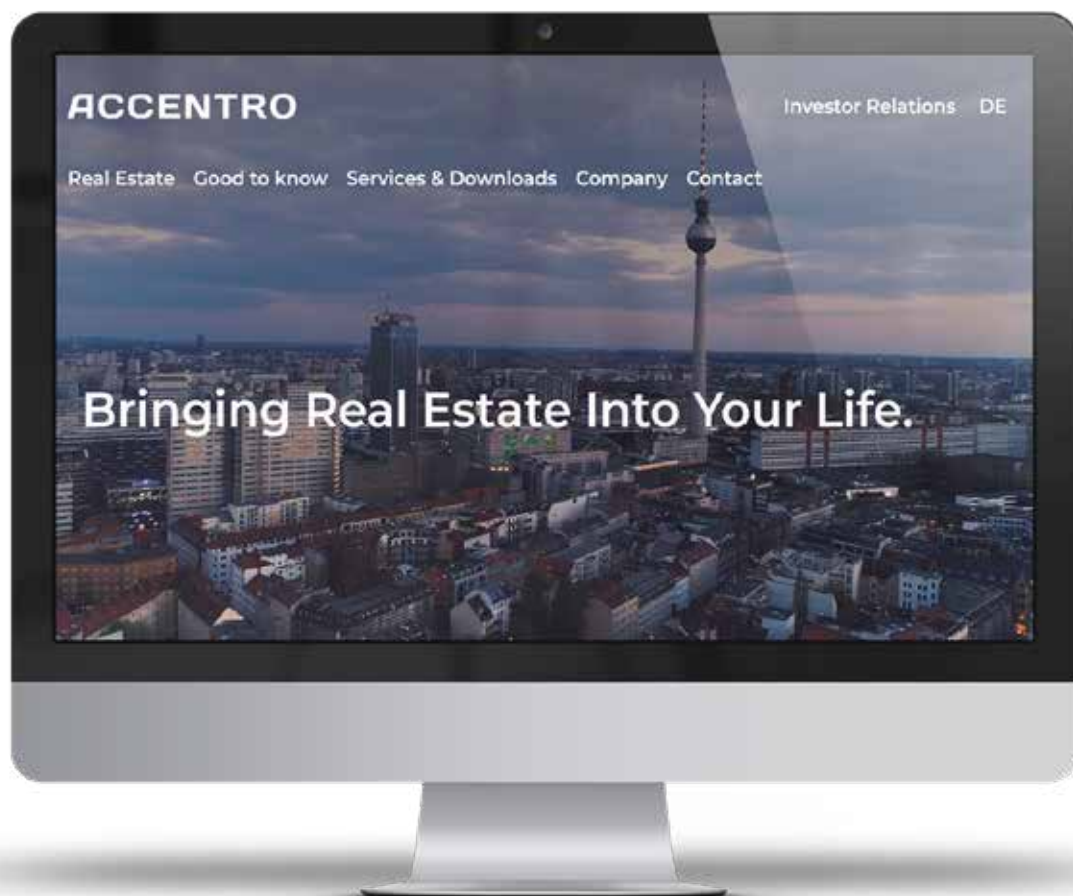 ACCENTRO
Investor Relations DE
Real Estate Good to know Services & Downloads Company Contact
Bringing Real Estate Into Your Life.